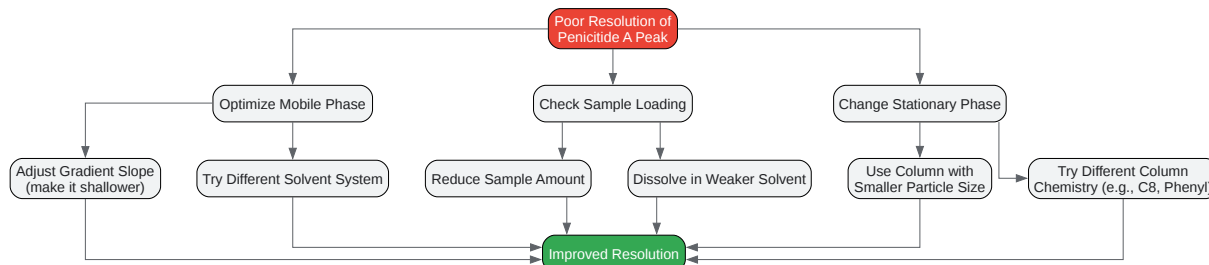 Poor Resolution of
Penicitide A Peak
Optimize Mobile Phase
Check Sample Loading
Change Stationary Phase
Adjust Gradient Slope
(make it shallower)
Try Different Solvent System
Reduce Sample Amount
Dissolve in Weaker Solvent
Use Column with
Smaller Particle Size
Try Different Column
Chemistry (e.g., C8, Phenyl)
Improved Resolution